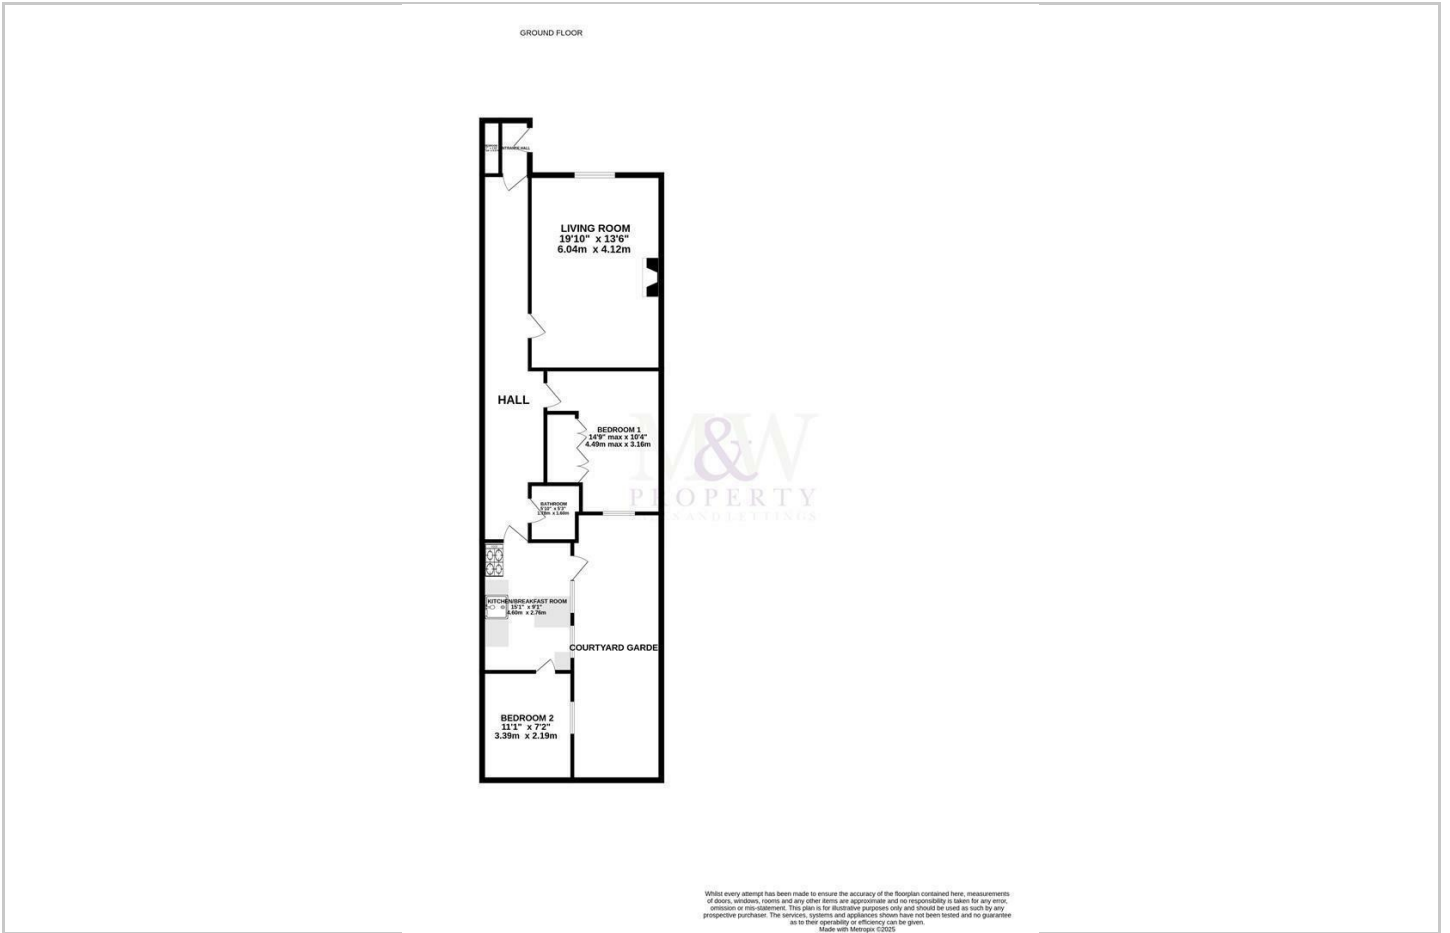 GROUND FLOOR
ENTRANCE HALL
LIVING ROOM
19'10" x 13'6"
6.04m x 4.12m
HALL
BEDROOM 1
14'9" max x 10'4"
4.49m max x 3.16m
M&W
PROPERTY
SALES AND LETTINGS
BATHROOM
5'10" x 5'3"
KITCHEN/BREAKFAST ROOM
15'1" x 9'1"
4.60m x 2.76m
COURTYARD GARDE
BEDROOM 2
11'1" x 7'2"
3.39m x 2.19m
Whilst every attempt has been made to ensure the accuracy of the floorplan contained here, measurements
of doors, windows, rooms and any other items are approximate and no responsibility is taken for any error,
omission or mis-statement. This plan is for illustrative purposes only and should be used as such by any
prospective purchaser. The services, systems and appliances shown have not been tested and no guarantee
as to their operability or efficiency can be given.
Made with Metropix ©2025